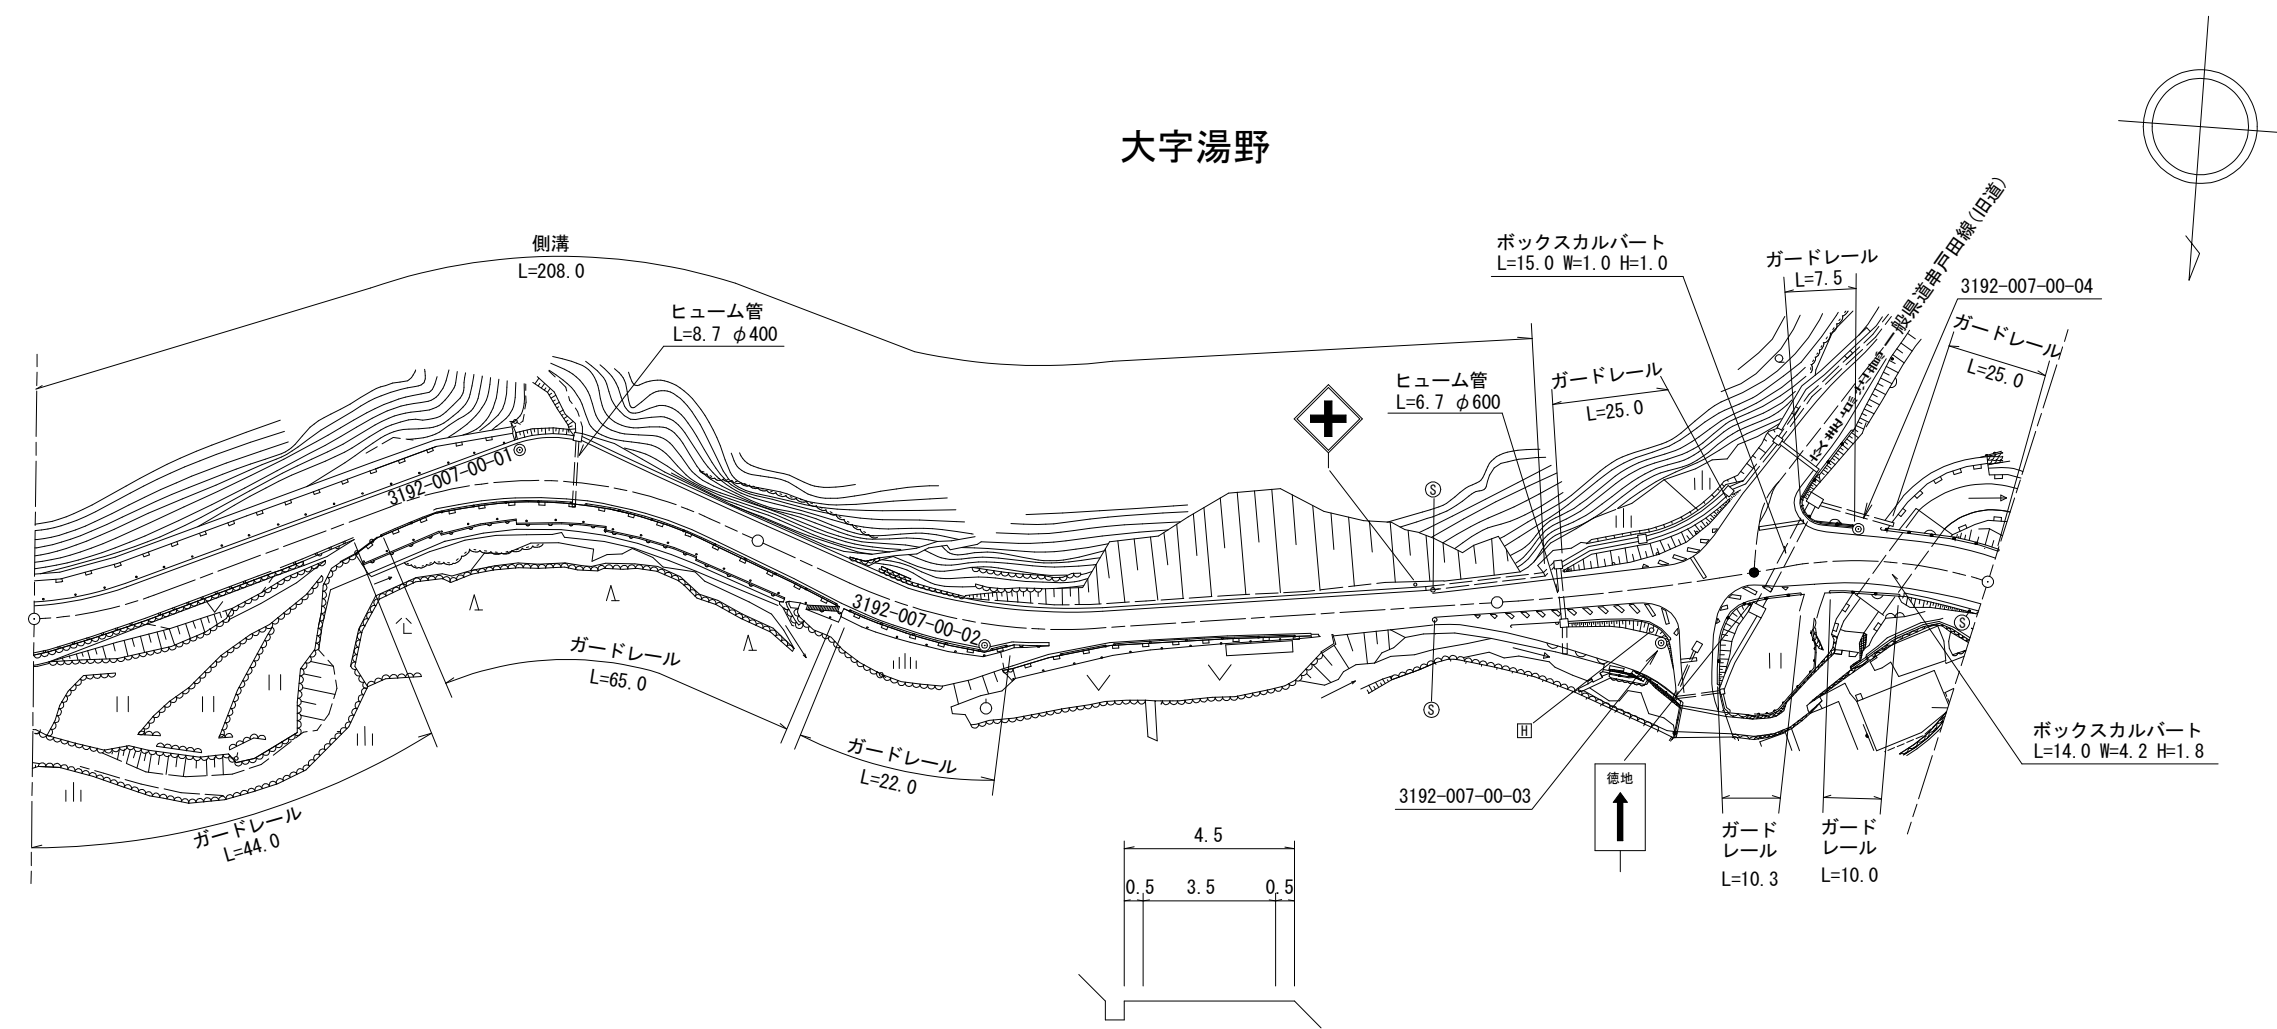 大字湯野
側溝
L=208.0
ヒューム管
L=8.7 φ400
ボックスカルバート
L=15.0 W=1.0 H=1.0
ガードレール
L=7.5
一般県道串戸田線(旧道)
3192-007-00-04
ガードレール
L=25.0
ヒューム管
L=6.7 φ600
ガードレール
L=25.0
3192-007-00-01
3192-007-00-02
S
S
S
H
ガードレール
L=65.0
ガードレール
L=22.0
ガードレール
L=44.0
3192-007-00-03
徳地
ボックスカルバート
L=14.0 W=4.2 H=1.8
ガード
レール
L=10.3
ガード
レール
L=10.0
4.5
0.5 3.5 0.5